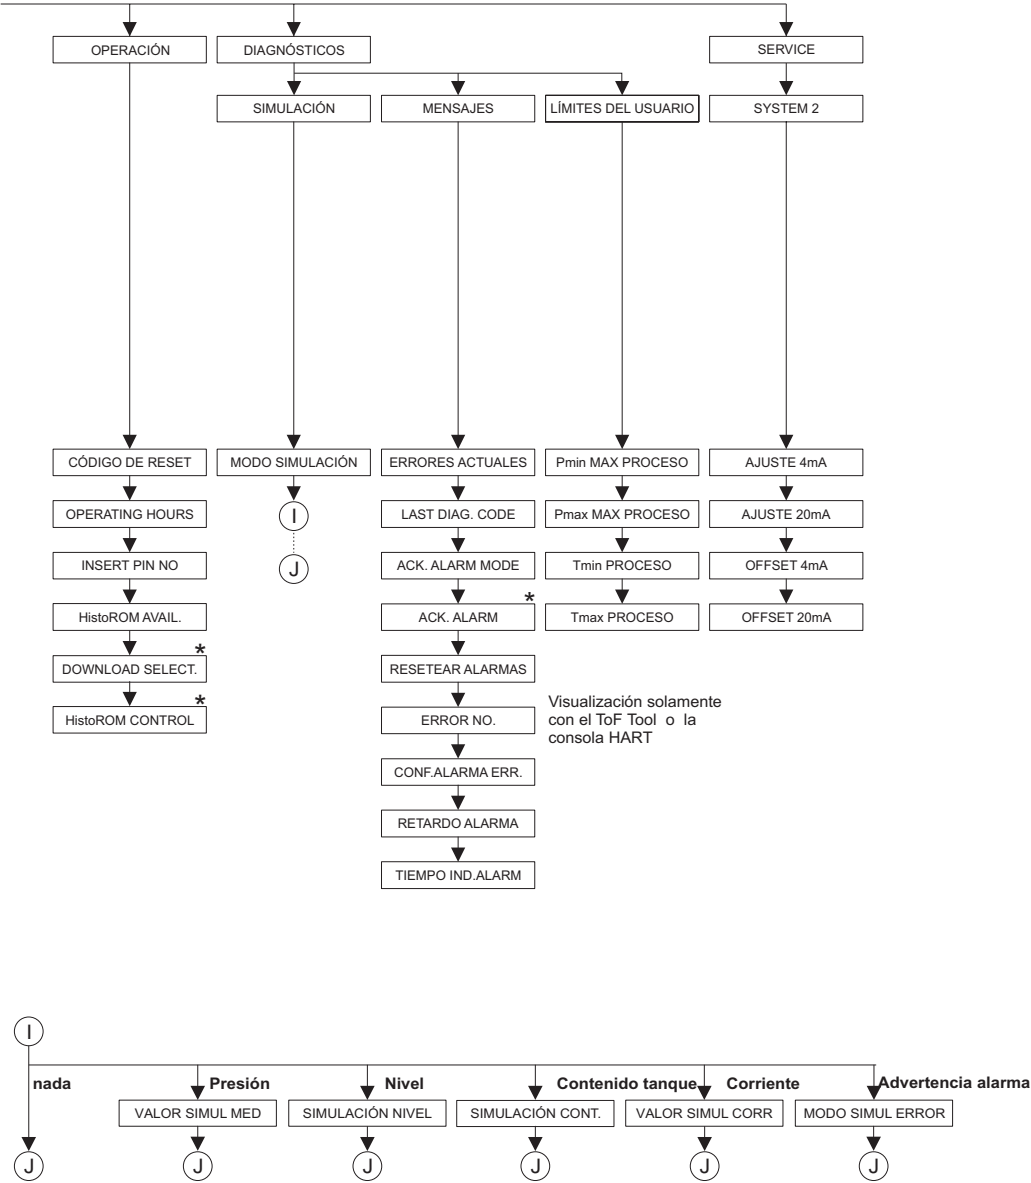 OPERACIÓN
DIAGNÓSTICOS
SERVICE
SIMULACIÓN
MENSAJES
LÍMITES DEL USUARIO
SYSTEM 2
CÓDIGO DE RESET
MODO SIMULACIÓN
ERRORES ACTUALES
Pmin MAX PROCESO
AJUSTE 4mA
OPERATING HOURS
I
LAST DIAG. CODE
Pmax MAX PROCESO
AJUSTE 20mA
INSERT PIN NO
J
ACK. ALARM MODE
Tmin PROCESO
OFFSET 4mA
HistoROM AVAIL.
*
ACK. ALARM
Tmax PROCESO
OFFSET 20mA
*
DOWNLOAD SELECT.
RESETEAR ALARMAS
*
HistoROM CONTROL
ERROR NO.
Visualización solamente
con el ToF Tool o la
consola HART
CONF.ALARMA ERR.
RETARDO ALARMA
TIEMPO IND.ALARM
I
nada
Presión
Nivel
Contenido tanque
Corriente
Advertencia alarma
VALOR SIMUL MED
SIMULACIÓN NIVEL
SIMULACIÓN CONT.
VALOR SIMUL CORR
MODO SIMUL ERROR
J
J
J
J
J
J